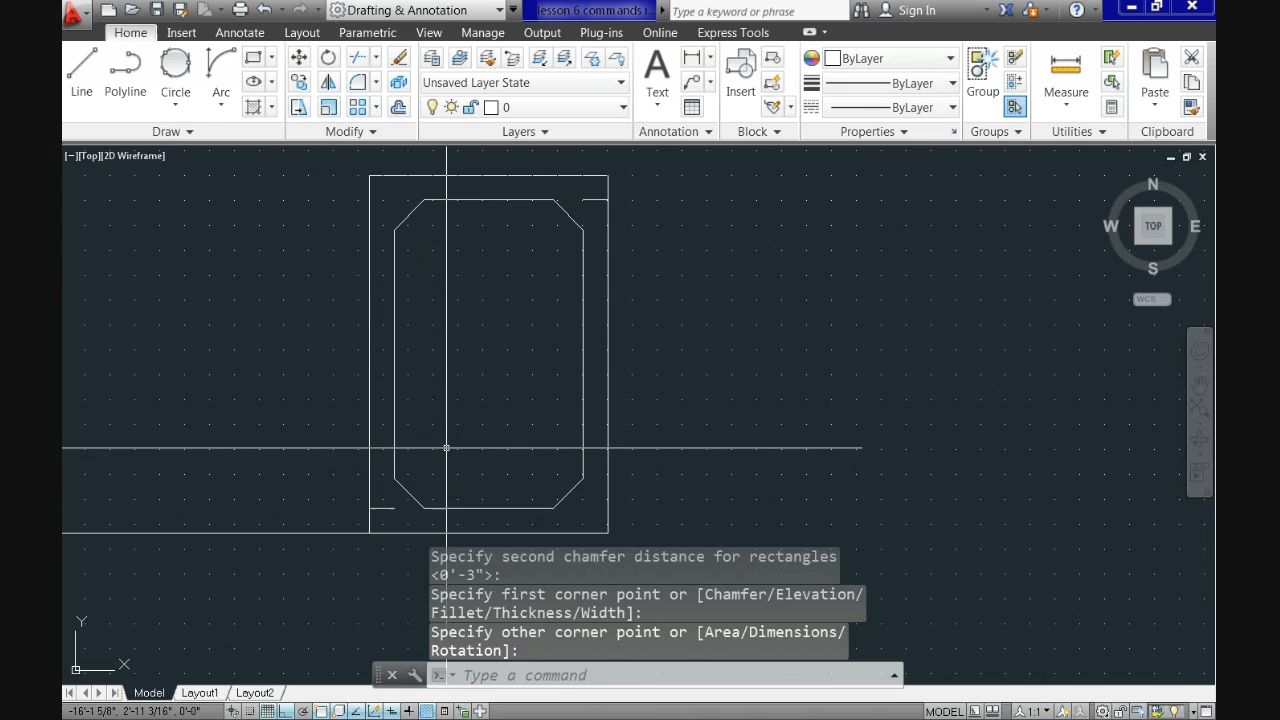 Drafting & Annotation
lesson 6 commands
Type a keyword or phrase
Sign In
Home Insert Annotate Layout Parametric View Manage Output Plug-ins Online Express Tools
Line Polyline Circle Arc
Unsaved Layer State
0
Text Insert
ByLayer
ByLayer
ByLayer
Group Measure Paste
Draw Modify Layers Annotation Block Properties Groups Utilities Clipboard
[−][Top][2D Wireframe]
N
W TOP E
S
WCS
Specify second chamfer distance for rectangles
<0'-3">:
Specify first corner point or [Chamfer/Elevation/
Fillet/Thickness/Width]:
Specify other corner point or [Area/Dimensions/
Rotation]:
Type a command
Y
X
Model Layout1 Layout2
-16'-1 5/8", 2'-11 3/16", 0'-0" MODEL 1:1